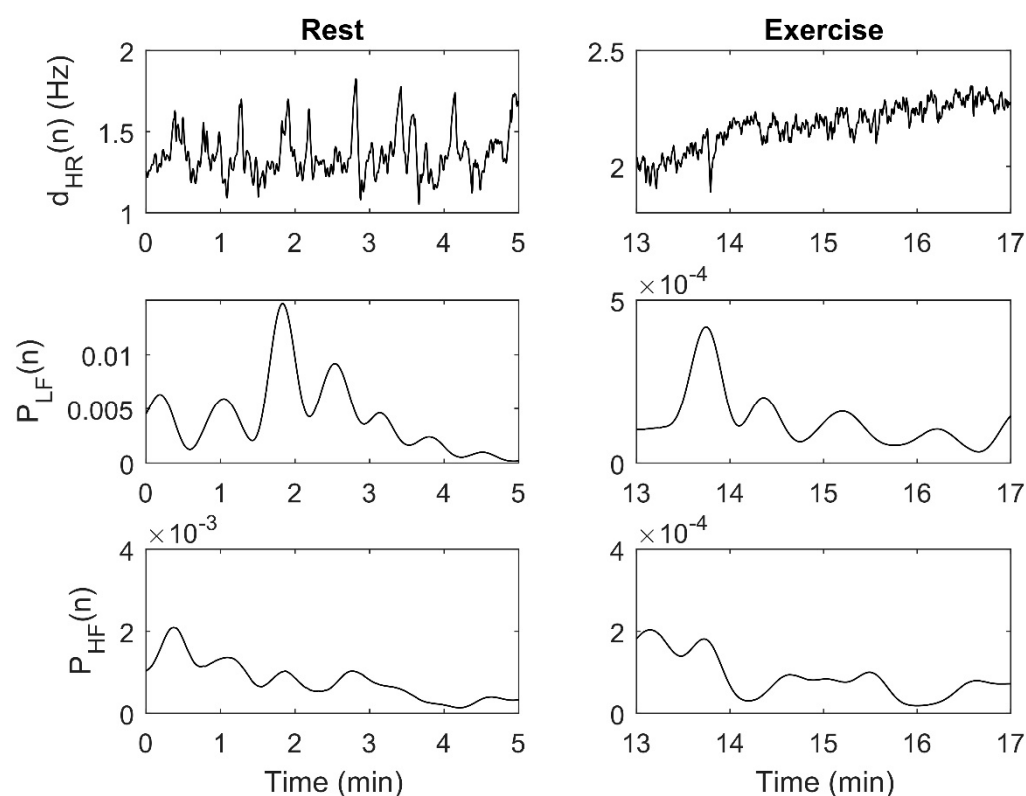 Rest
Exercise
d_HR(n) (Hz)
2
1.5
1
0 1 2 3 4 5
2.5
2
13 14 15 16 17
P_LF(n)
0.01
0.005
0
0 1 2 3 4 5
×10^-4
5
0
13 14 15 16 17
P_HF(n)
×10^-3
4
2
0
0 1 2 3 4 5
Time (min)
×10^-4
4
2
0
13 14 15 16 17
Time (min)